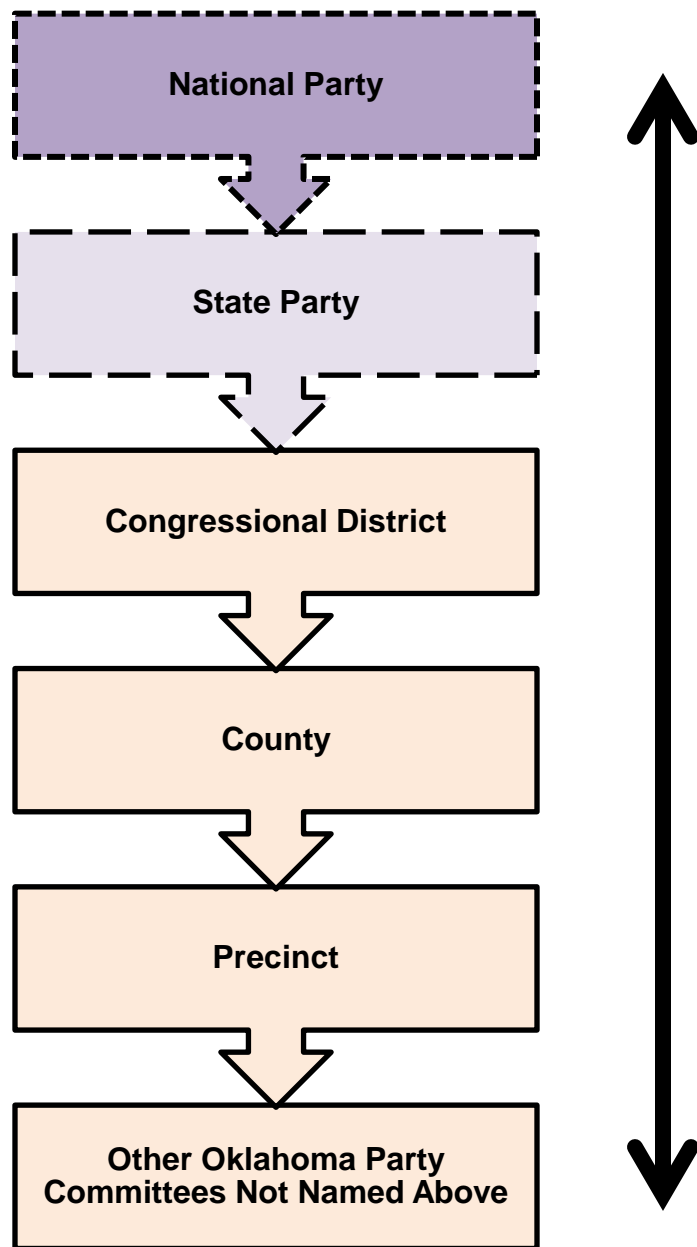 National Party
State Party
Congressional District
County
Precinct
Other Oklahoma Party
Committees Not Named Above